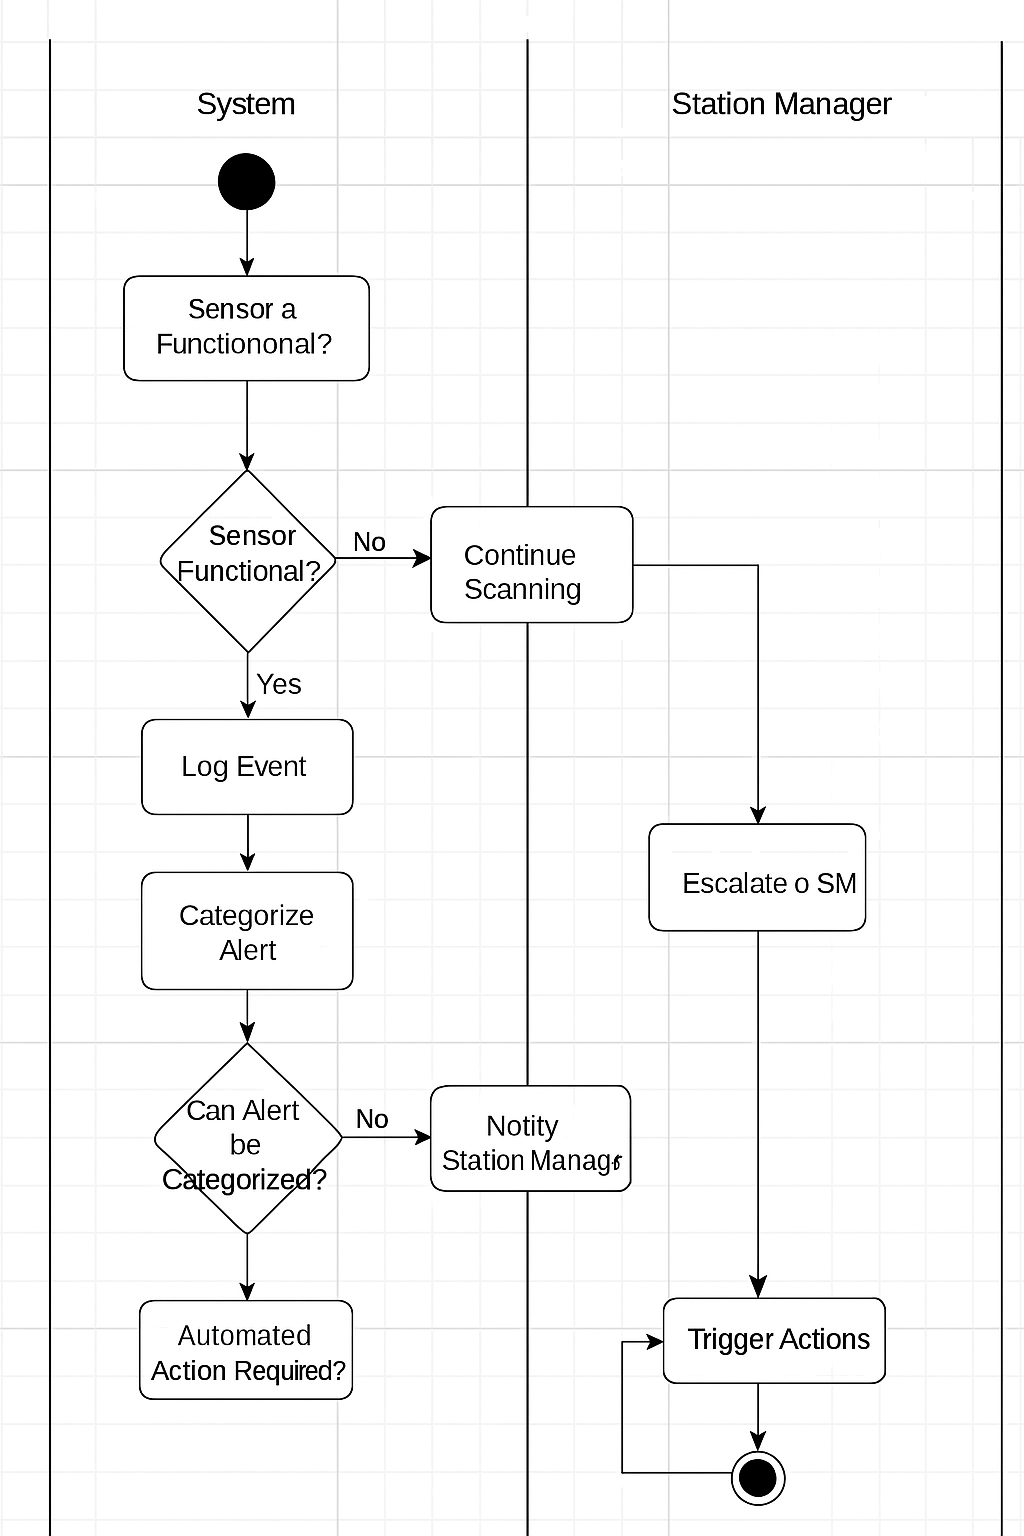 System
Station Manager
Sensor a
Functiononal?
Sensor
Functional?
No
Continue
Scanning
Yes
Log Event
Categorize
Alert
Escalate o SM
Can Alert
be
Categorized?
No
Notity
Station Managr
Automated
Action Required?
Trigger Actions